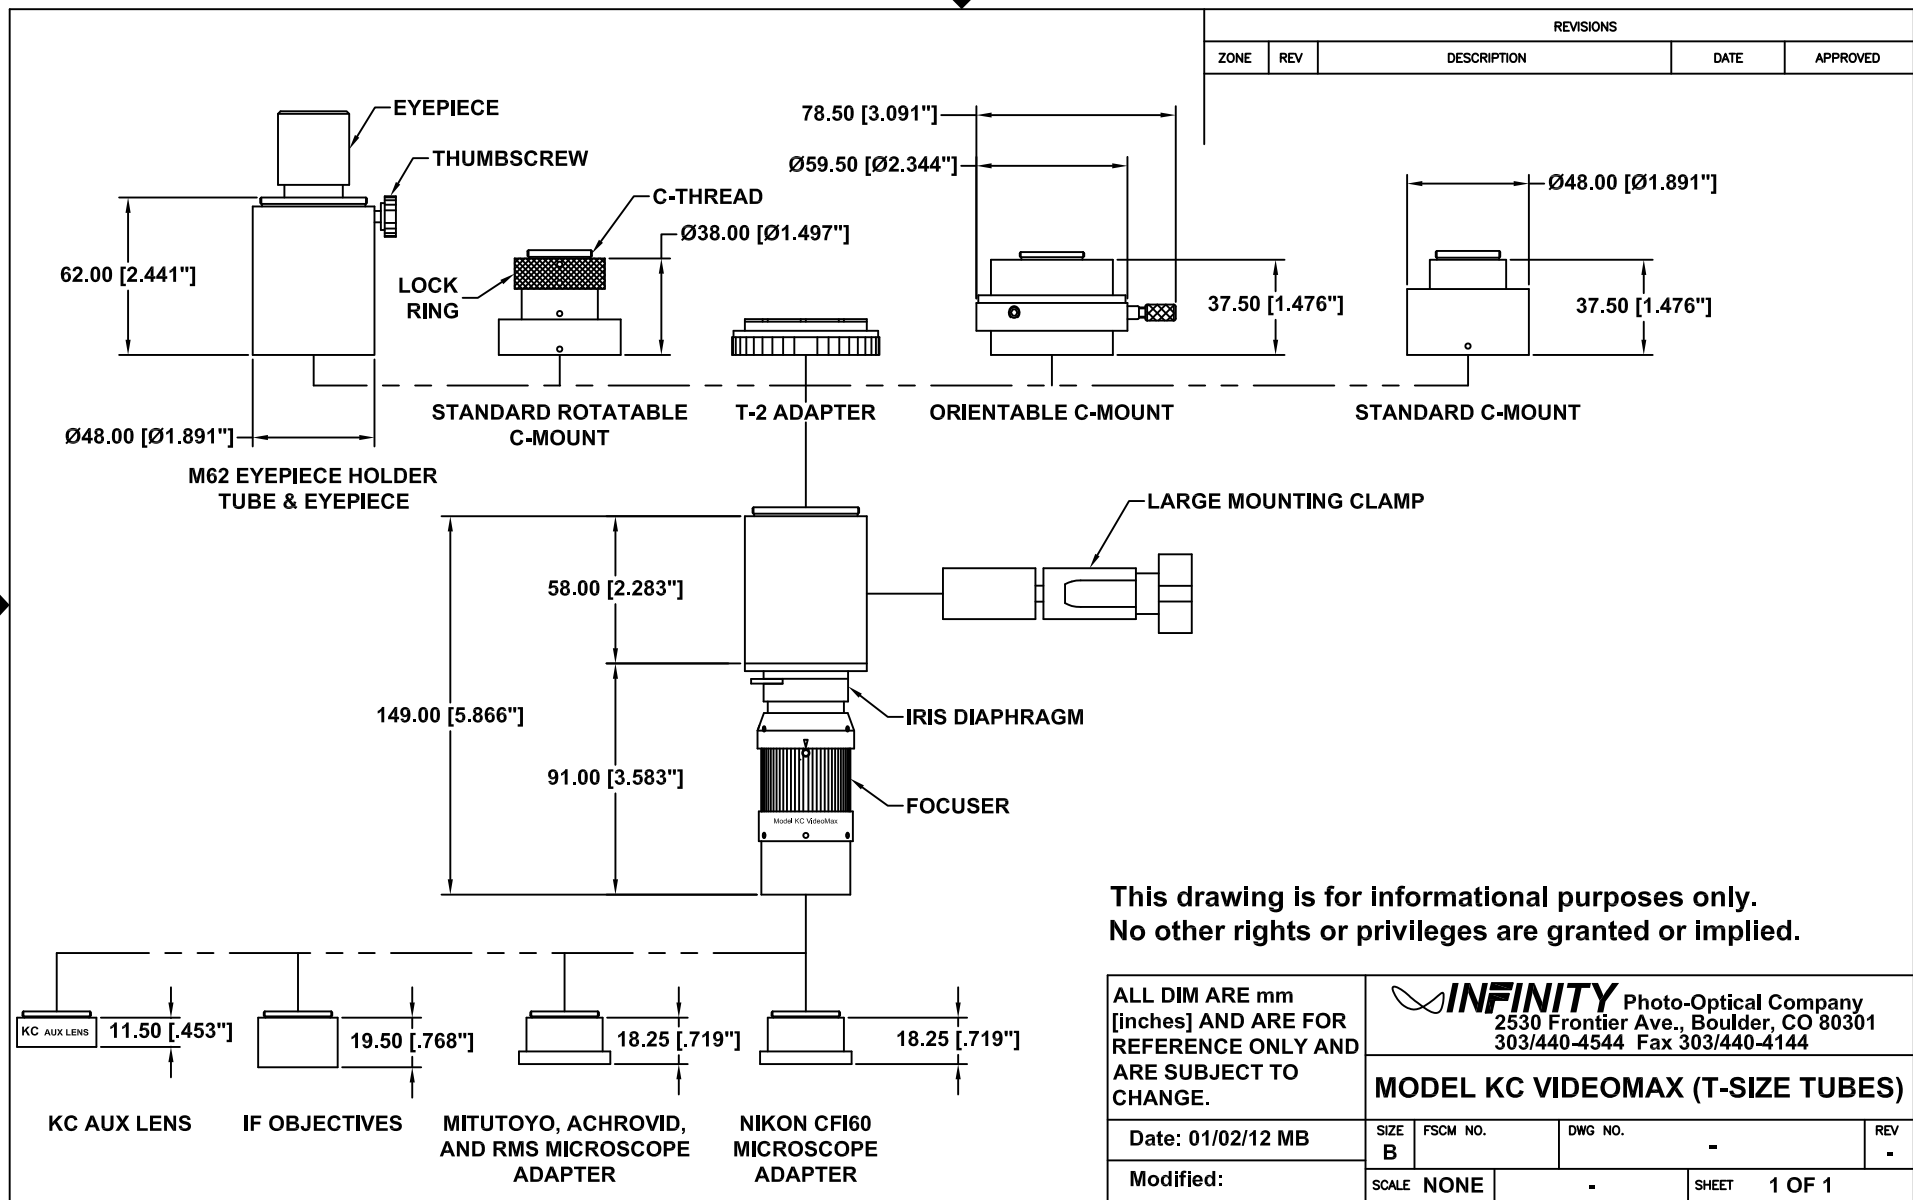 REVISIONS
ZONE REV DESCRIPTION DATE APPROVED
EYEPIECE
THUMBSCREW
62.00 [2.441"]
Ø48.00 [Ø1.891"]
M62 EYEPIECE HOLDER
TUBE & EYEPIECE
C-THREAD
Ø38.00 [Ø1.497"]
LOCK
RING
STANDARD ROTATABLE
C-MOUNT
T-2 ADAPTER
78.50 [3.091"]
Ø59.50 [Ø2.344"]
37.50 [1.476"]
ORIENTABLE C-MOUNT
Ø48.00 [Ø1.891"]
37.50 [1.476"]
STANDARD C-MOUNT
LARGE MOUNTING CLAMP
58.00 [2.283"]
149.00 [5.866"]
91.00 [3.583"]
IRIS DIAPHRAGM
FOCUSER
Model KC VideoMax
KC AUX LENS
11.50 [.453"]
19.50 [.768"]
18.25 [.719"]
18.25 [.719"]
KC AUX LENS
IF OBJECTIVES
MITUTOYO, ACHROVID,
AND RMS MICROSCOPE
ADAPTER
NIKON CFI60
MICROSCOPE
ADAPTER
This drawing is for informational purposes only.
No other rights or privileges are granted or implied.
ALL DIM ARE mm
[inches] AND ARE FOR
REFERENCE ONLY AND
ARE SUBJECT TO
CHANGE.
Date: 01/02/12 MB
Modified:
INFINITY Photo-Optical Company
2530 Frontier Ave., Boulder, CO 80301
303/440-4544 Fax 303/440-4144
MODEL KC VIDEOMAX (T-SIZE TUBES)
SIZE FSCM NO. DWG NO. REV
B - -
SCALE NONE - SHEET 1 OF 1